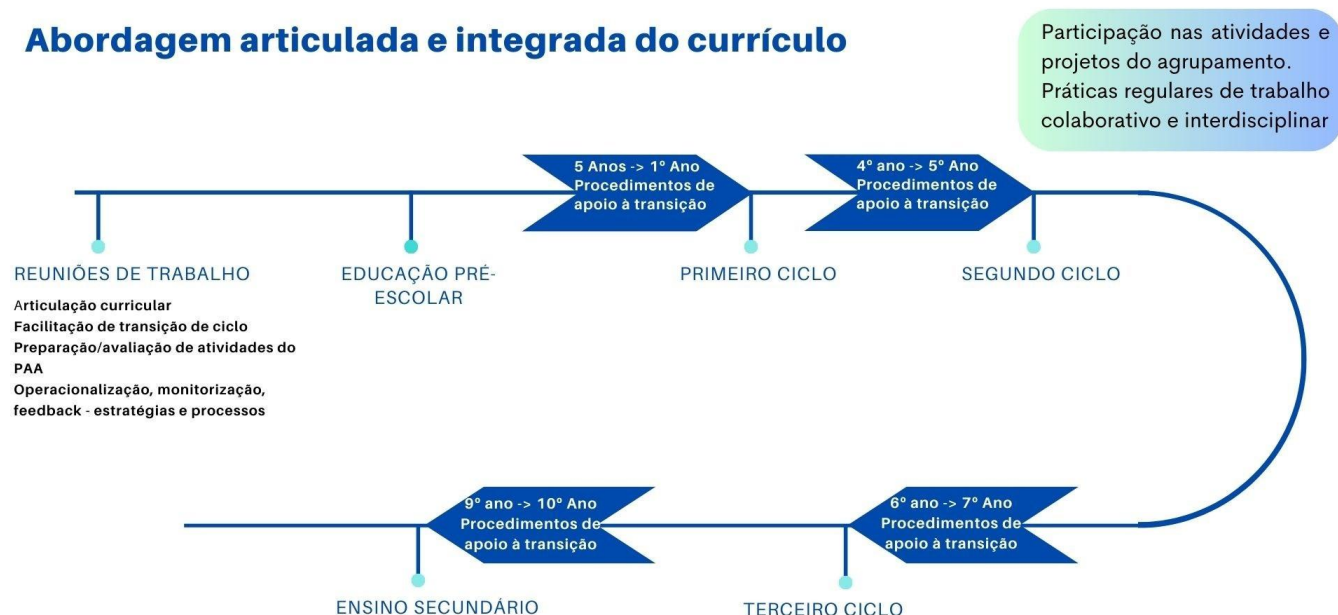 Abordagem articulada e integrada do currículo
Participação nas atividades e
projetos do agrupamento.
Práticas regulares de trabalho
colaborativo e interdisciplinar
5 Anos -> 1º Ano
Procedimentos de
apoio à transição
4º ano -> 5º Ano
Procedimentos de
apoio à transição
REUNIÕES DE TRABALHO
Articulação curricular
Facilitação de transição de ciclo
Preparação/avaliação de atividades do
PAA
Operacionalização, monitorização,
feedback - estratégias e processos
EDUCAÇÃO PRÉ-
ESCOLAR
PRIMEIRO CICLO
SEGUNDO CICLO
6º ano -> 7º Ano
Procedimentos de
apoio à transição
9º ano -> 10º Ano
Procedimentos de
apoio à transição
TERCEIRO CICLO
ENSINO SECUNDÁRIO